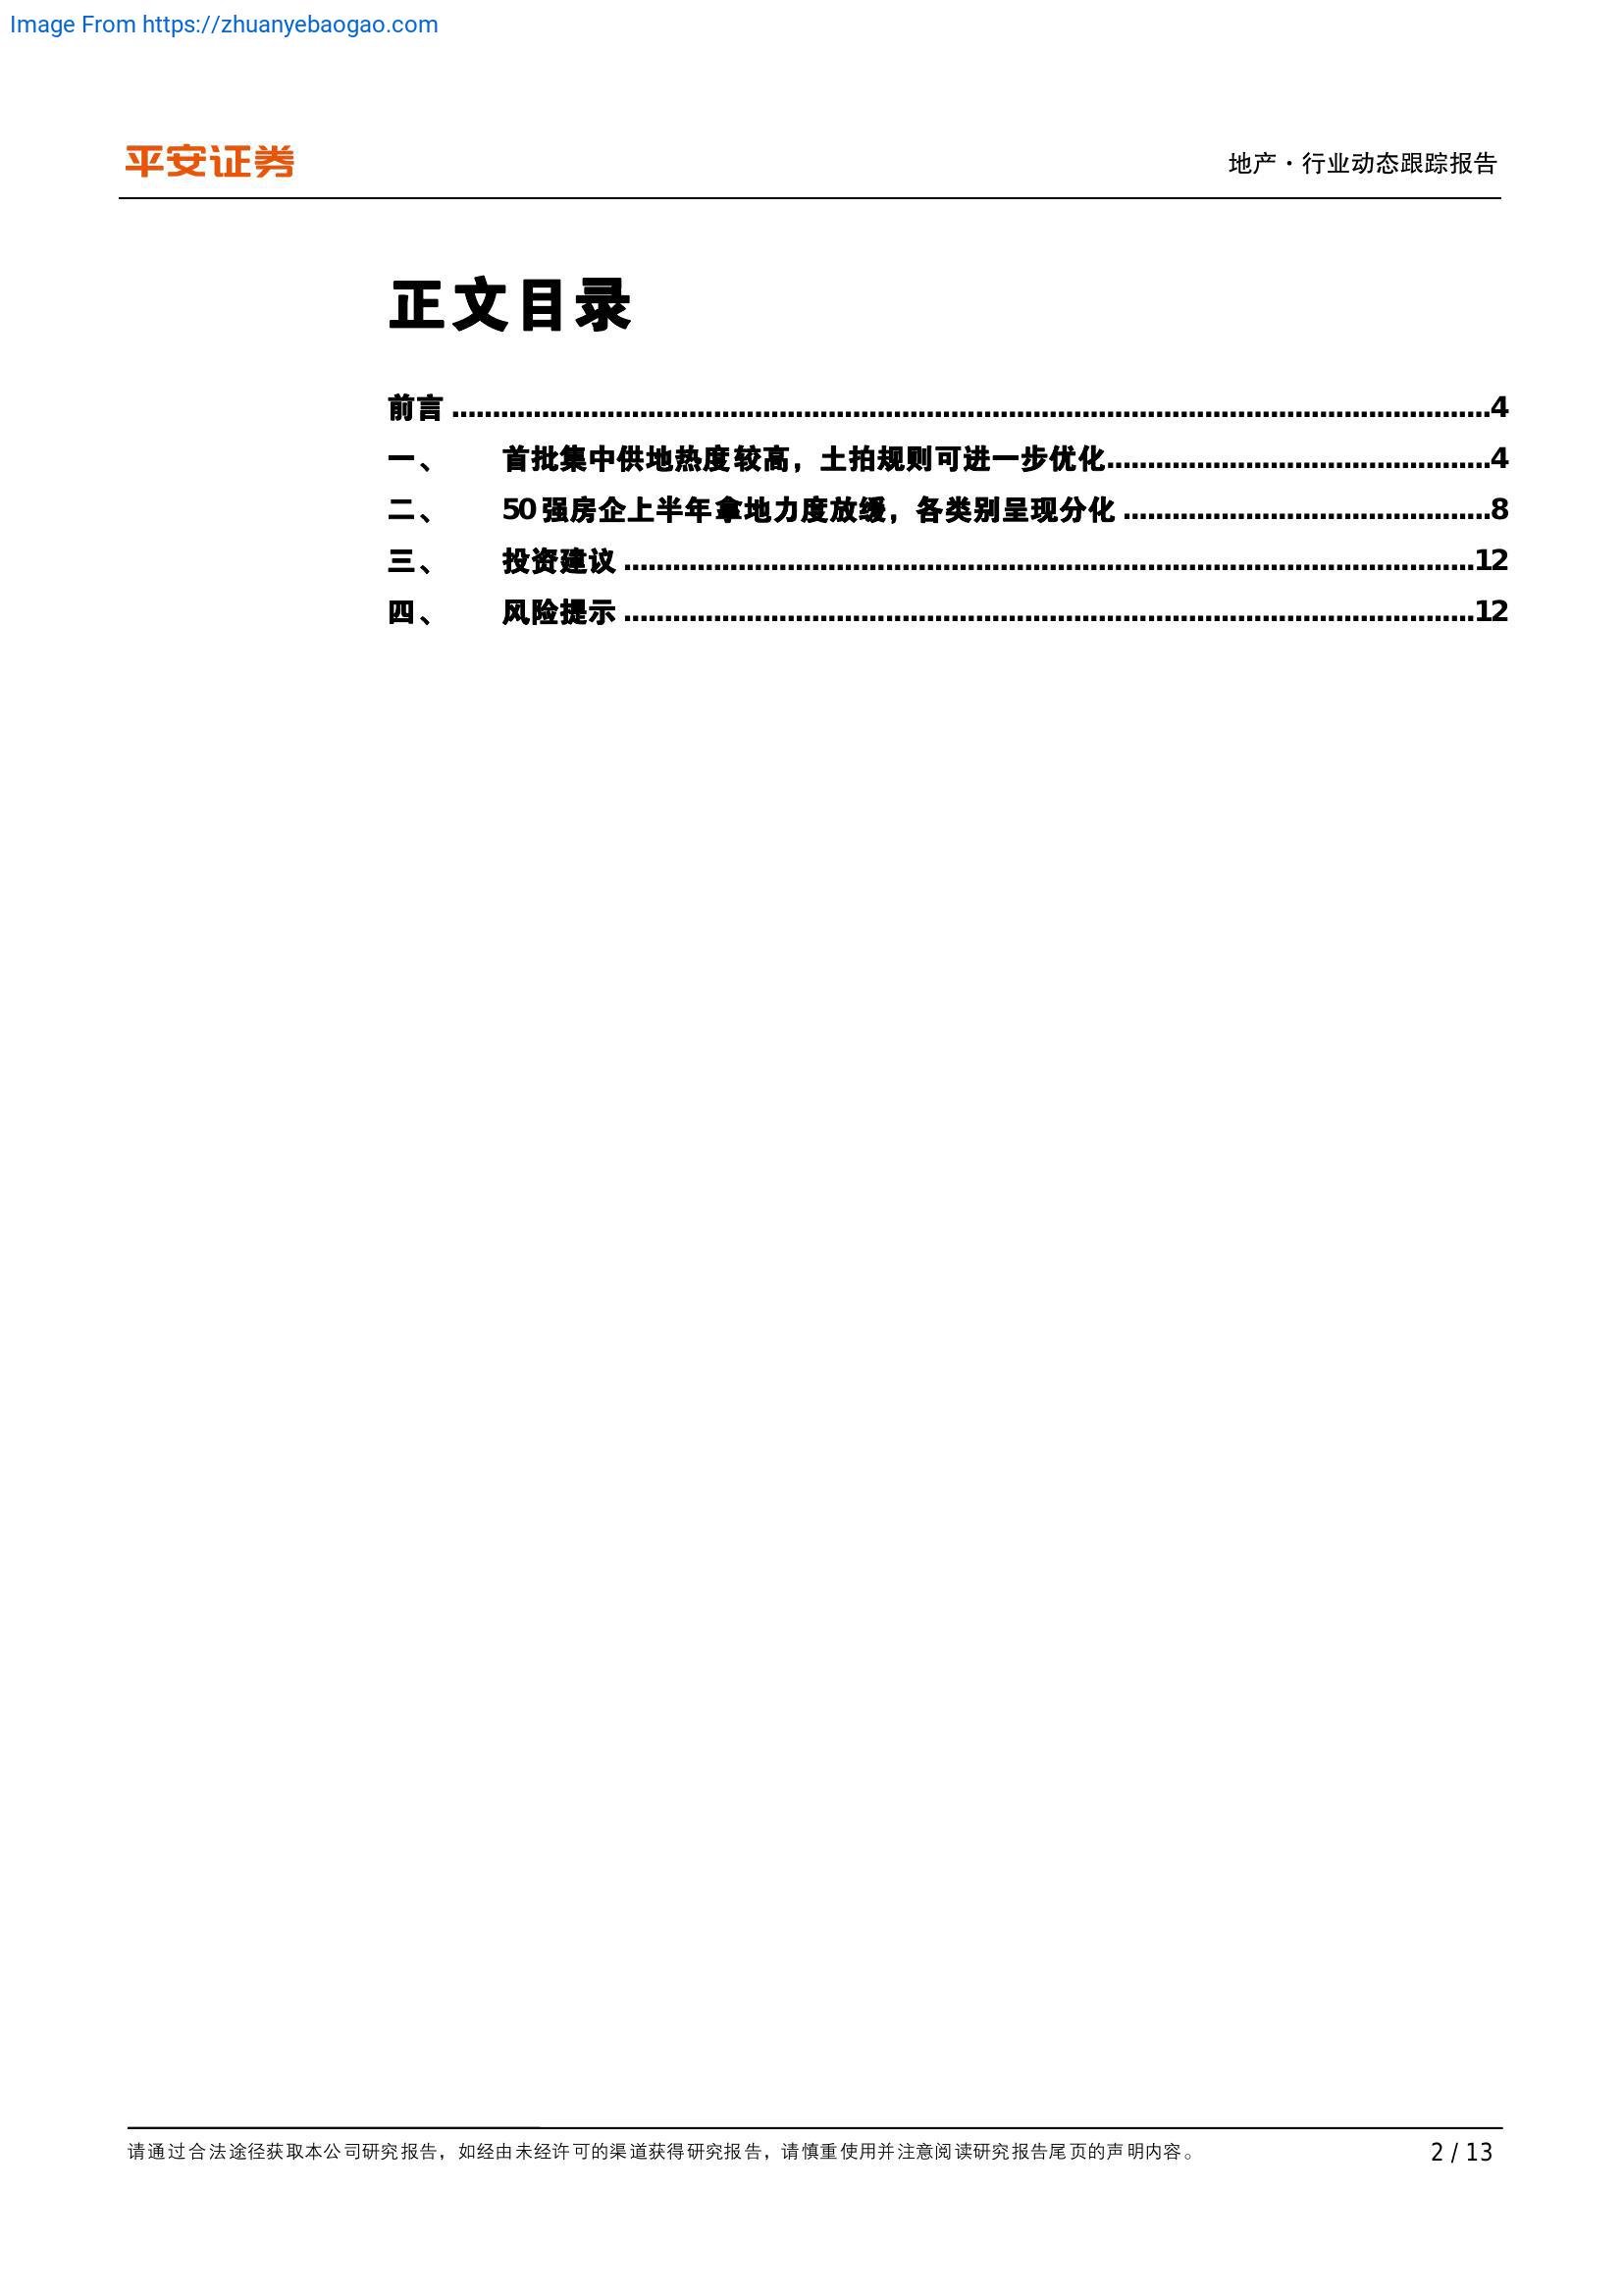 Image From https://zhuanyebaogao.com
平安证券
地产·行业动态跟踪报告
正文目录
前言 ........................................................................................................................4
一、 首批集中供地热度较高，土拍规则可进一步优化............................................4
二、 50 强房企上半年拿地力度放缓，各类别呈现分化 ..........................................8
三、 投资建议 ..................................................................................................12
四、 风险提示 ..................................................................................................12
请通过合法途径获取本公司研究报告，如经由未经许可的渠道获得研究报告，请慎重使用并注意阅读研究报告尾页的声明内容。
2 / 13